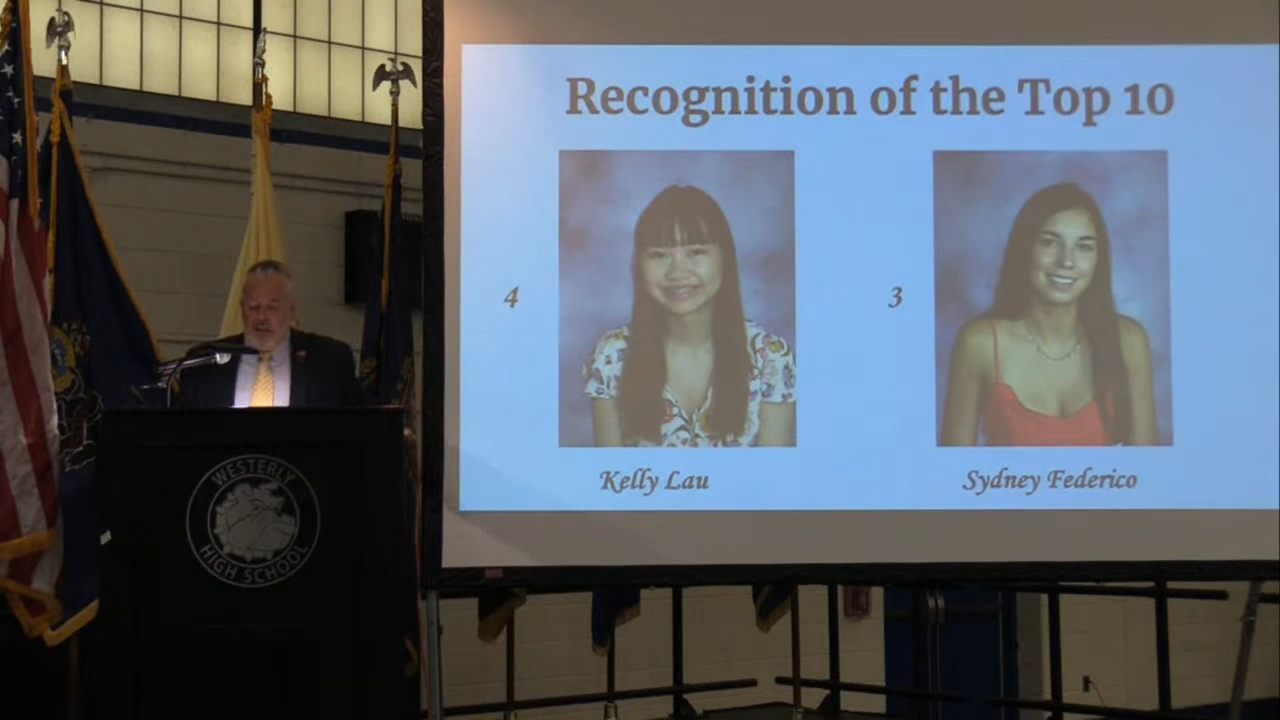 Recognition of the Top 10
4
3
Kelly Lau
Sydney Federico
WESTERLY
HIGH SCHOOL